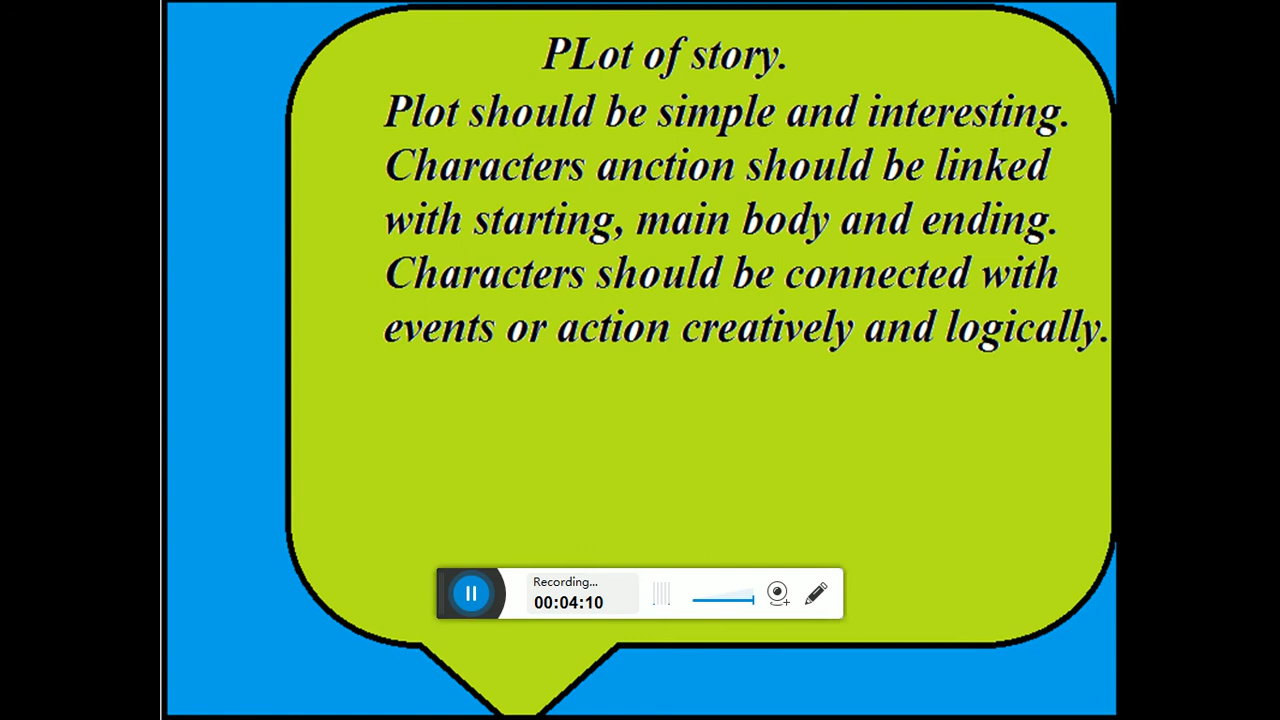 PLot of story.
Plot should be simple and interesting.
Characters anction should be linked
with starting, main body and ending.
Characters should be connected with
events or action creatively and logically.
Recording...
00:04:10